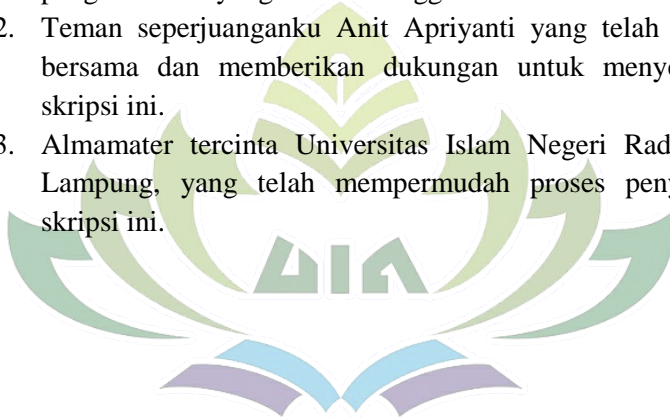 2. Teman seperjuanganku Anit Apriyanti yang telah
bersama dan memberikan dukungan untuk
skripsi ini.
3. Almamater tercinta Universitas Islam Negeri
Lampung, yang telah mempermudah proses
skripsi ini.
UIN